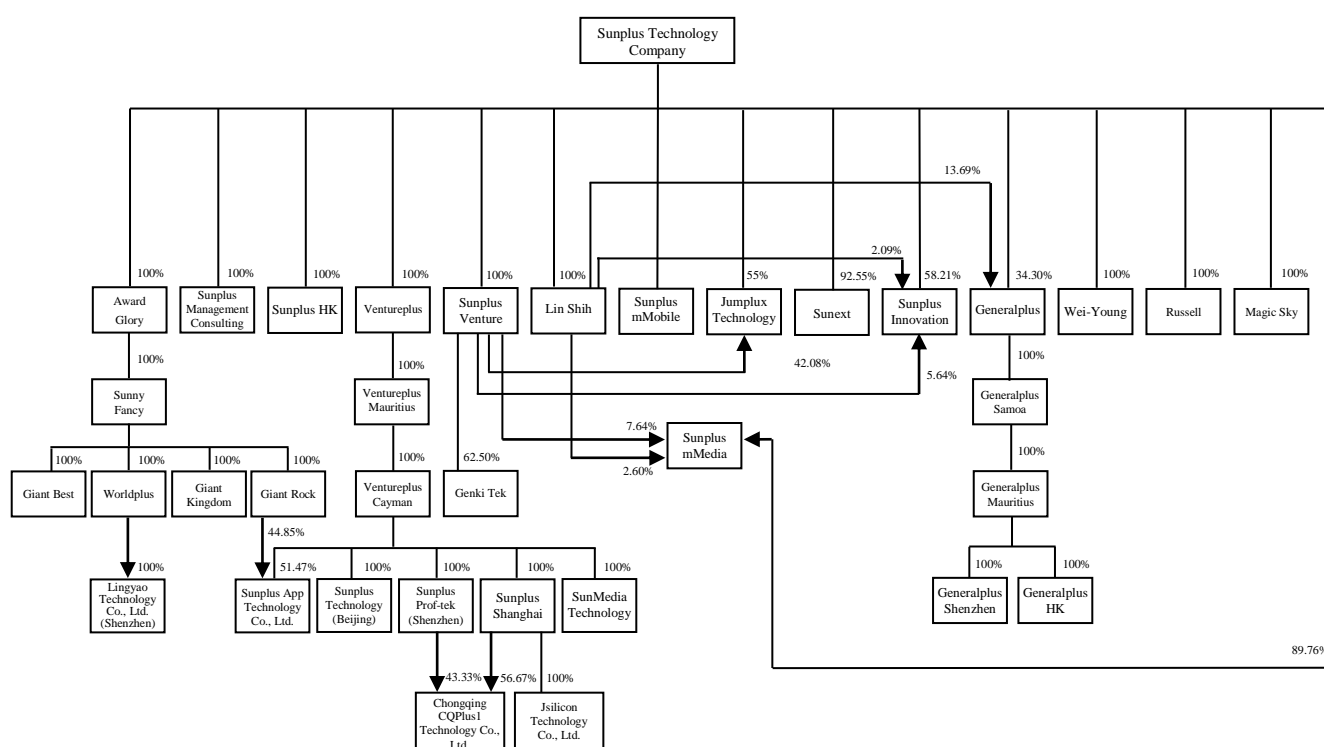 Sunplus Technology
Company
13.69%
2.09%
100%
100%
100%
100%
100%
100%
55%
92.55%
58.21%
34.30%
100%
100%
100%
Award
Glory
Sunplus
Management
Consulting
Sunplus HK
Ventureplus
Sunplus
Venture
Lin Shih
Sunplus
mMobile
Jumplux
Technology
Sunext
Sunplus
Innovation
Generalplus
Wei-Young
Russell
Magic Sky
100%
100%
42.08%
5.64%
100%
Sunny
Fancy
Ventureplus
Mauritius
Generalplus
Samoa
7.64%
Sunplus
mMedia
2.60%
100%
100%
100%
100%
100%
62.50%
100%
Giant Best
Worldplus
Giant
Kingdom
Giant Rock
Ventureplus
Cayman
Genki Tek
Generalplus
Mauritius
44.85%
100%
51.47%
100%
100%
100%
100%
100%
100%
Lingyao
Technology
Co., Ltd.
(Shenzhen)
Sunplus App
Technology
Co., Ltd.
Sunplus
Technology
(Beijing)
Sunplus
Prof-tek
(Shenzhen)
Sunplus
Shanghai
SunMedia
Technology
Generalplus
Shenzhen
Generalplus
HK
89.76%
43.33%
56.67%
100%
Chongqing
CQPlus1
Technology Co.,
Ltd.
Jsilicon
Technology
Co., Ltd.